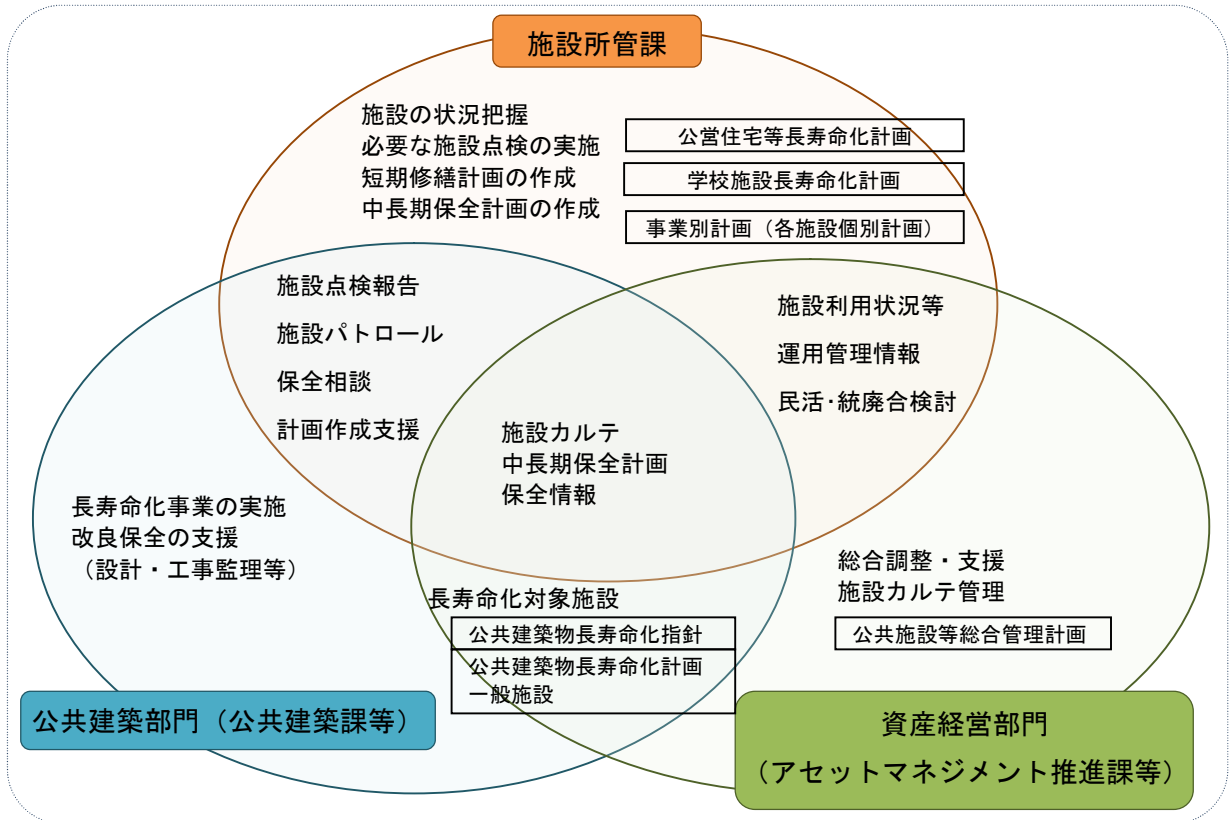 施設所管課
施設の状況把握
必要な施設点検の実施
短期修繕計画の作成
中長期保全計画の作成
公営住宅等長寿命化計画
学校施設長寿命化計画
事業別計画（各施設個別計画）
施設点検報告
施設パトロール
保全相談
計画作成支援
施設利用状況等
運用管理情報
民活･統廃合検討
施設カルテ
中長期保全計画
保全情報
長寿命化事業の実施
改良保全の支援
（設計・工事監理等）
総合調整・支援
施設カルテ管理
公共施設等総合管理計画
長寿命化対象施設
公共建築物長寿命化指針
公共建築物長寿命化計画
一般施設
公共建築部門（公共建築課等）
資産経営部門
（アセットマネジメント推進課等）